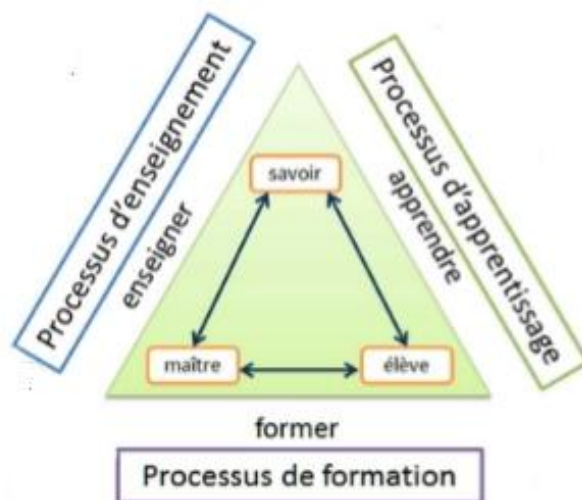 Processus d'enseignement
enseigner
savoir
apprendre
Processus d'apprentissage
maître
élève
former
Processus de formation